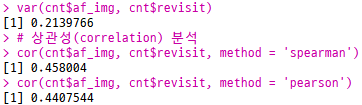 > var(cnt$af_img, cnt$revisit)
[1] 0.2139766
> # 상관성(correlation) 분석
> cor(cnt$af_img, cnt$revisit, method = 'spearman')
[1] 0.458004
> cor(cnt$af_img, cnt$revisit, method = 'pearson')
[1] 0.4407544